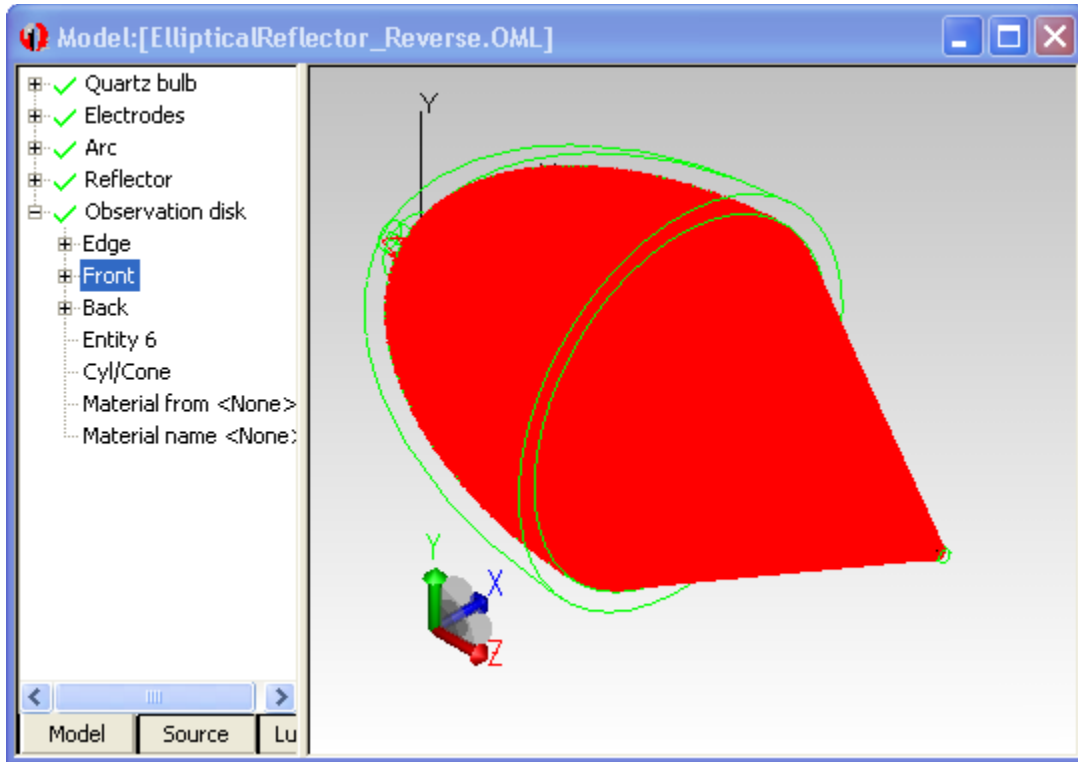 Model:[EllipticalReflector_Reverse.OML]
Quartz bulb
Electrodes
Arc
Reflector
Observation disk
Edge
Front
Back
Entity 6
Cyl/Cone
Material from <None>
Material name <None>
Model Source Lu
Y
Y
X
Z